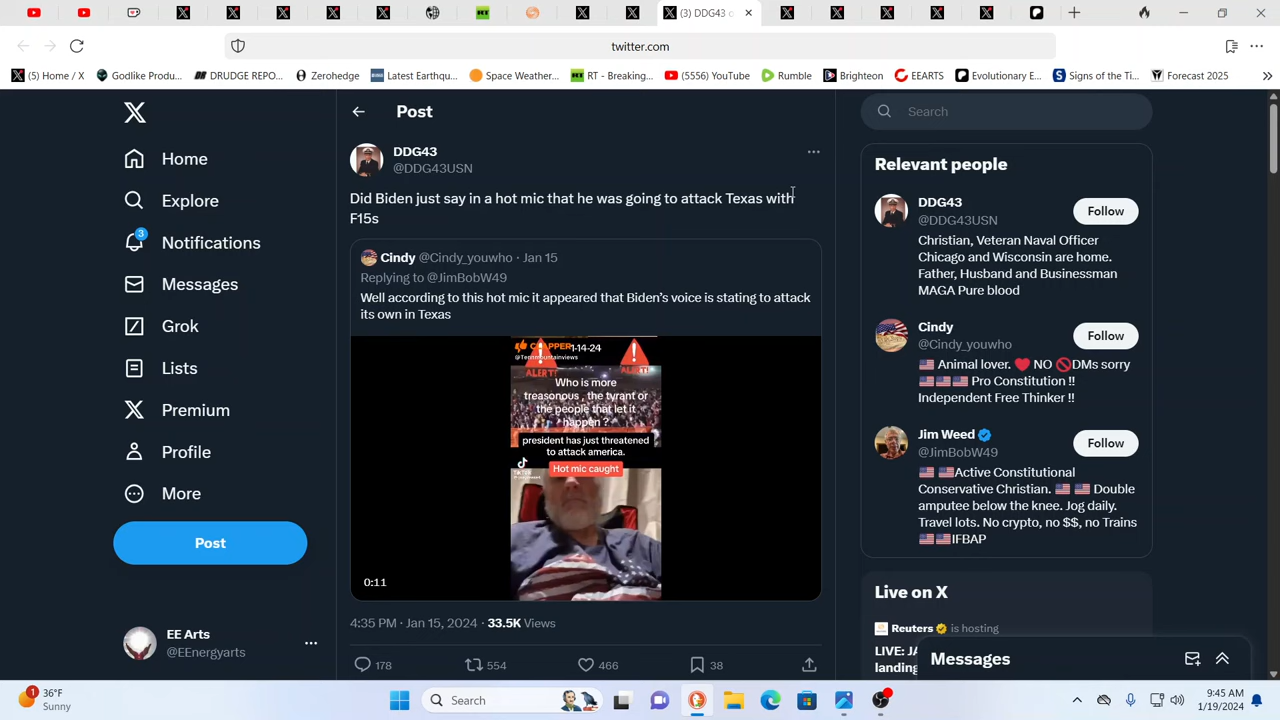 (3) DDG43 o
twitter.com
(5) Home / X
Godlike Produ...
DRUDGE REPO...
Zerohedge
Latest Earthqu...
Space Weather...
RT - Breaking...
(5556) YouTube
Rumble
Brighteon
EEARTS
Evolutionary E...
Signs of the Ti...
Forecast 2025
Home
Explore
3
Notifications
Messages
Grok
Lists
Premium
Profile
More
Post
EE Arts
@EEnergyarts
Post
DDG43
@DDG43USN
Did Biden just say in a hot mic that he was going to attack Texas with
F15s
Cindy @Cindy_youwho · Jan 15
Replying to @JimBobW49
Well according to this hot mic it appeared that Biden's voice is stating to attack
its own in Texas
1-14-24
ALERT!
ALERT!
Who is more
treasonous , the tyrant or
the people that let it
happen ?
president has just threatened
to attack america.
Hot mic caught
TikTok
0:11
4:35 PM · Jan 15, 2024 · 33.5K Views
178
554
466
38
Search
Relevant people
DDG43
@DDG43USN
Follow
Christian, Veteran Naval Officer
Chicago and Wisconsin are home.
Father, Husband and Businessman
MAGA Pure blood
Cindy
@Cindy_youwho
Follow
Animal lover. NO DMs sorry
Pro Constitution !!
Independent Free Thinker !!
Jim Weed
@JimBobW49
Follow
Active Constitutional
Conservative Christian. Double
amputee below the knee. Jog daily.
Travel lots. No crypto, no $$, no Trains
IFBAP
Live on X
Reuters is hosting
LIVE: JA
landing
Messages
1
36°F
Sunny
Search
9:45 AM
1/19/2024